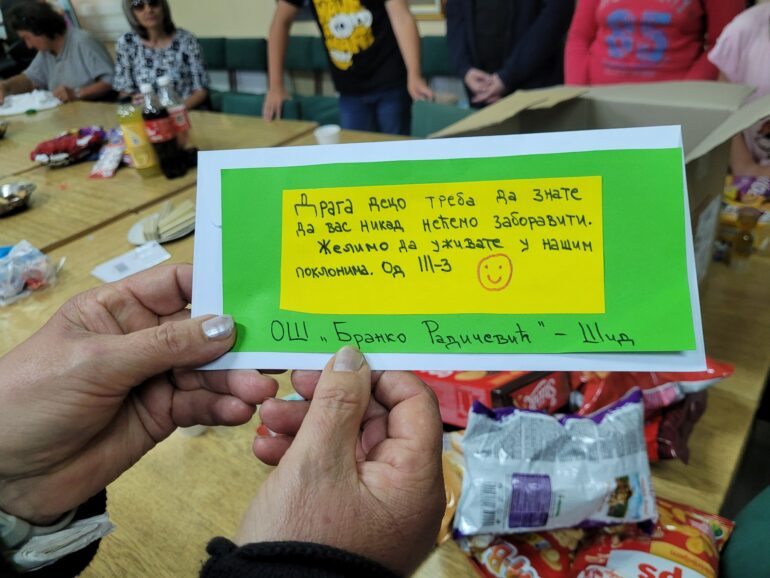 Драга децо треба да знате
да вас никад нећемо заборавити.
Желимо да уживате у нашим
поклонима. Од III-3
ОШ „Бранко Радичевић" - Шид
85